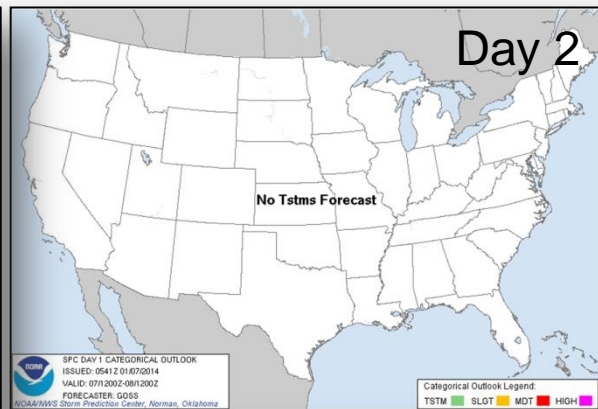 Day 2
No Tstms Forecast
NOAA
SPC DAY 1 CATEGORICAL OUTLOOK
ISSUED: 0541Z 01/07/2014
VALID: 07/1200Z-08/1200Z
FORECASTER: GOSS
NOAA/NWS Storm Prediction Center, Norman, Oklahoma
Categorical Outlook Legend:
TSTM SLGT MDT HIGH